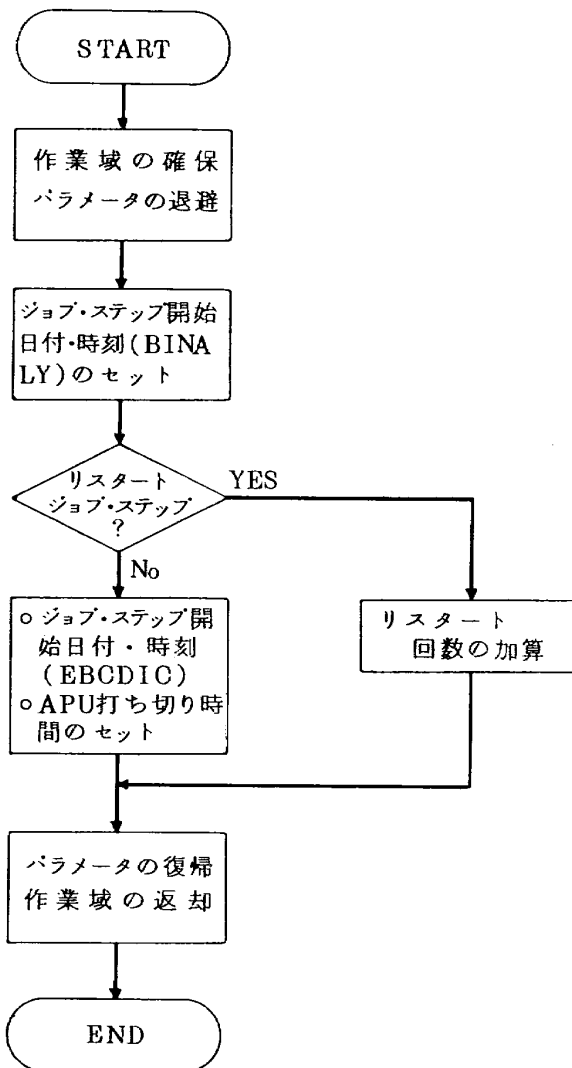 START
作業域の確保
パラメータの退避
ジョブ・ステップ開始
日付・時刻(BINA
LY)のセット
リスタート
ジョブ・ステップ
?
YES
No
○ジョブ・ステップ開
始日付・時刻
(EBCDIC)
○APU打ち切り時
間のセット
リスタート
回数の加算
パラメータの復帰
作業域の返却
END